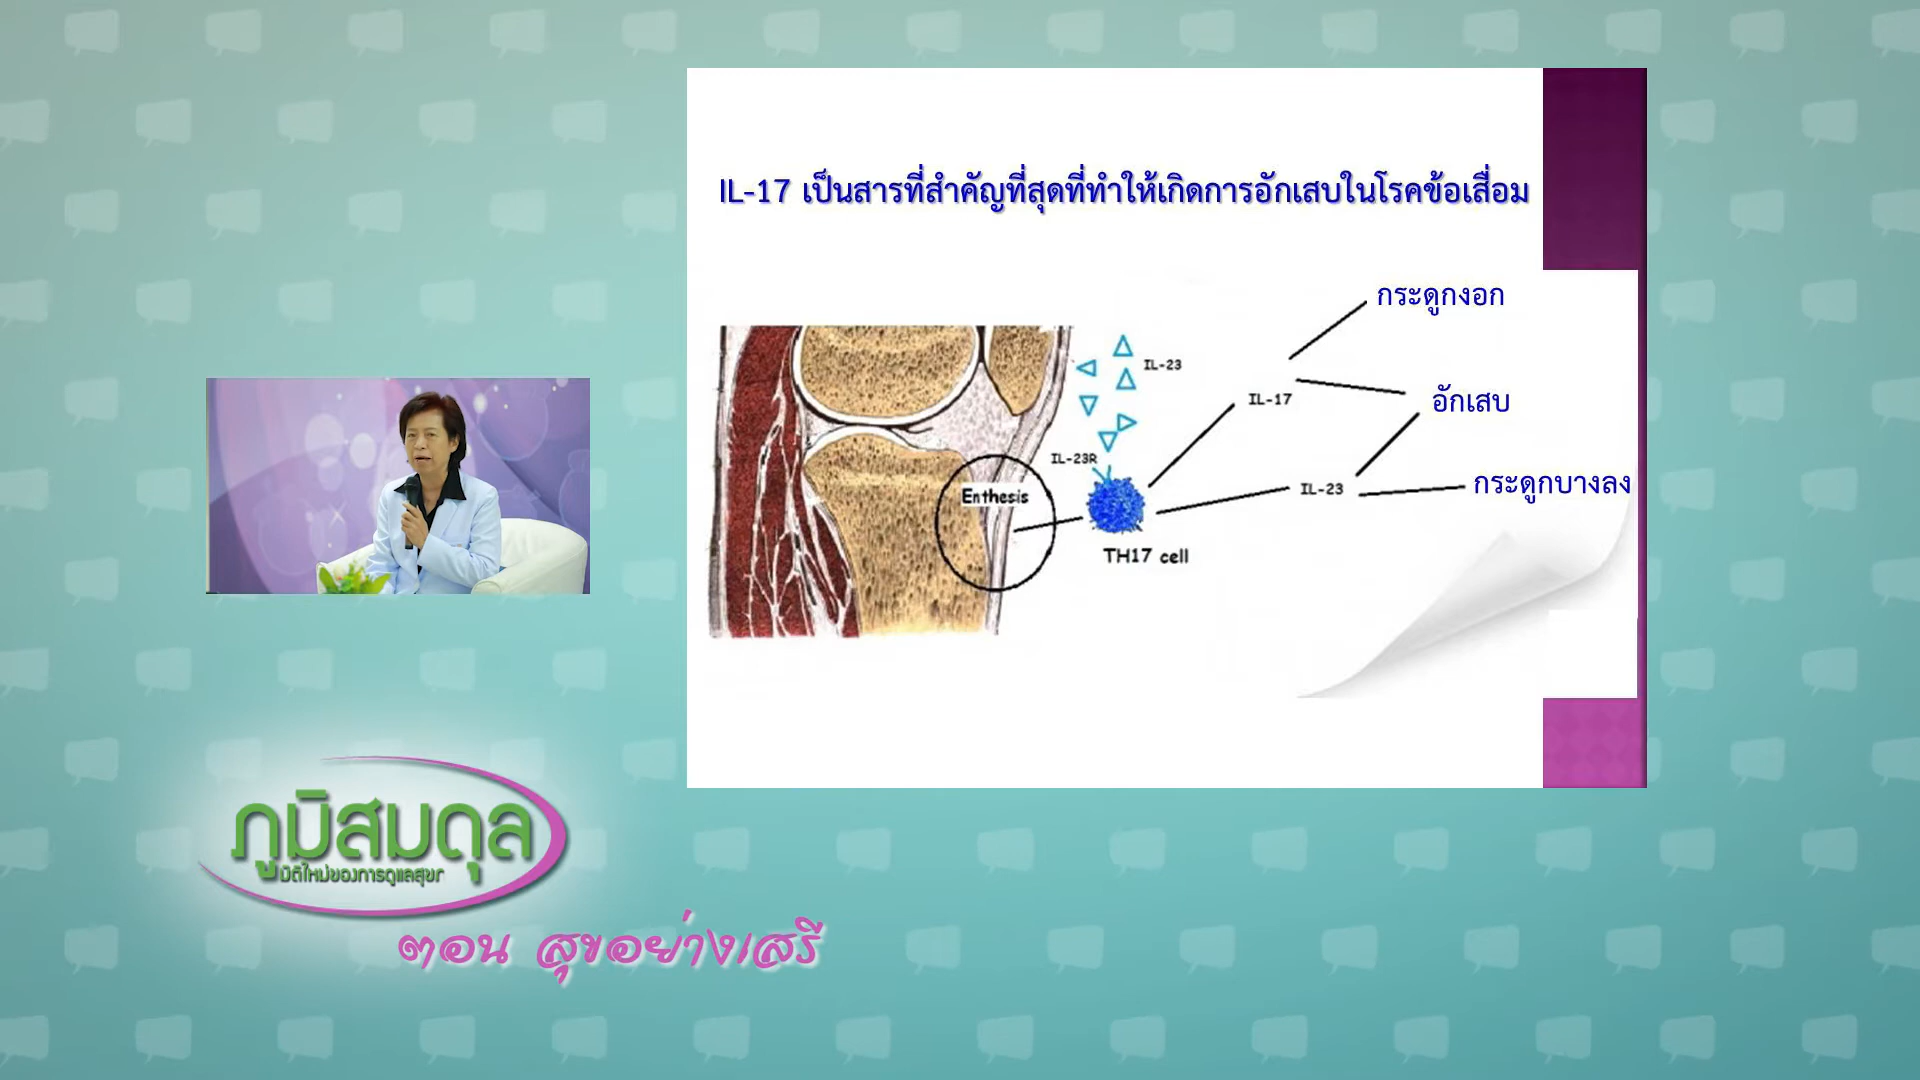 IL-17 เป็นสารที่สำคัญที่สุดที่ทำให้เกิดการอักเสบในโรคข้อเสื่อม
กระดูกงอก
IL-23
IL-17
อักเสบ
IL-23R
Enthesis
IL-23
กระดูกบางลง
TH17 cell
ภูมิสมดุล
มิติใหม่ของการดูแลสุขภ
ตอน สุขอย่างเสรี